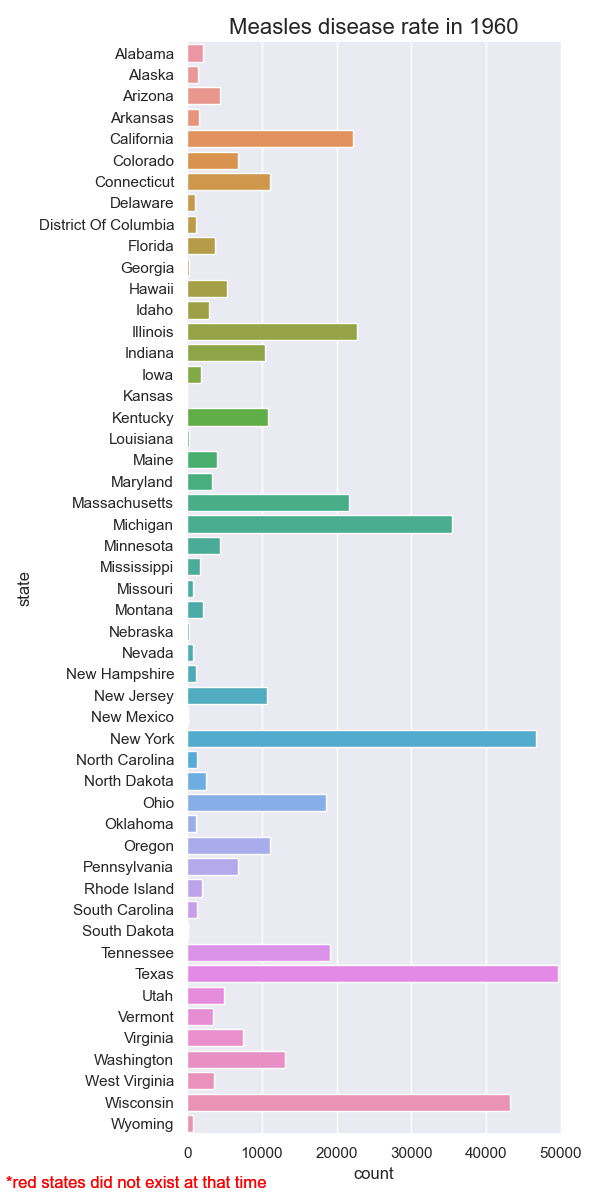 Measles disease rate in 1960
Alabama
Alaska
Arizona
Arkansas
California
Colorado
Connecticut
Delaware
District Of Columbia
Florida
Georgia
Hawaii
Idaho
Illinois
Indiana
Iowa
Kansas
Kentucky
Louisiana
Maine
Maryland
Massachusetts
Michigan
Minnesota
Mississippi
Missouri
Montana
Nebraska
Nevada
New Hampshire
New Jersey
New Mexico
New York
North Carolina
North Dakota
Ohio
Oklahoma
Oregon
Pennsylvania
Rhode Island
South Carolina
South Dakota
Tennessee
Texas
Utah
Vermont
Virginia
Washington
West Virginia
Wisconsin
Wyoming
state
0 10000 20000 30000 40000 50000
count
*red states did not exist at that time